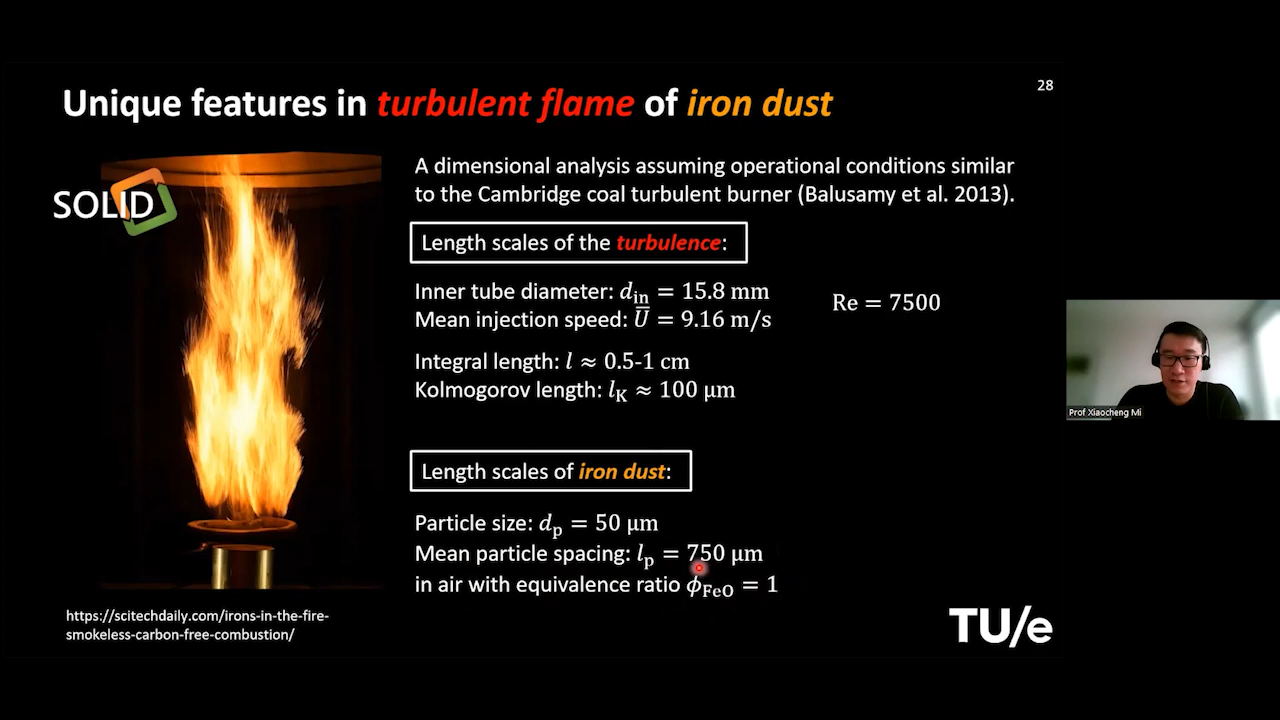 Unique features in turbulent flame of iron dust
28
SOLID
A dimensional analysis assuming operational conditions similar
to the Cambridge coal turbulent burner (Balusamy et al. 2013).
Length scales of the turbulence:
Inner tube diameter: d_in = 15.8 mm
Mean injection speed: U̅ = 9.16 m/s
Re = 7500
Integral length: l ≈ 0.5-1 cm
Kolmogorov length: l_K ≈ 100 µm
Length scales of iron dust:
Particle size: d_p = 50 µm
Mean particle spacing: l_p = 750 µm
in air with equivalence ratio ϕ_FeO = 1
https://scitechdaily.com/irons-in-the-fire-
smokeless-carbon-free-combustion/
TU/e
Prof Xiaocheng Mi